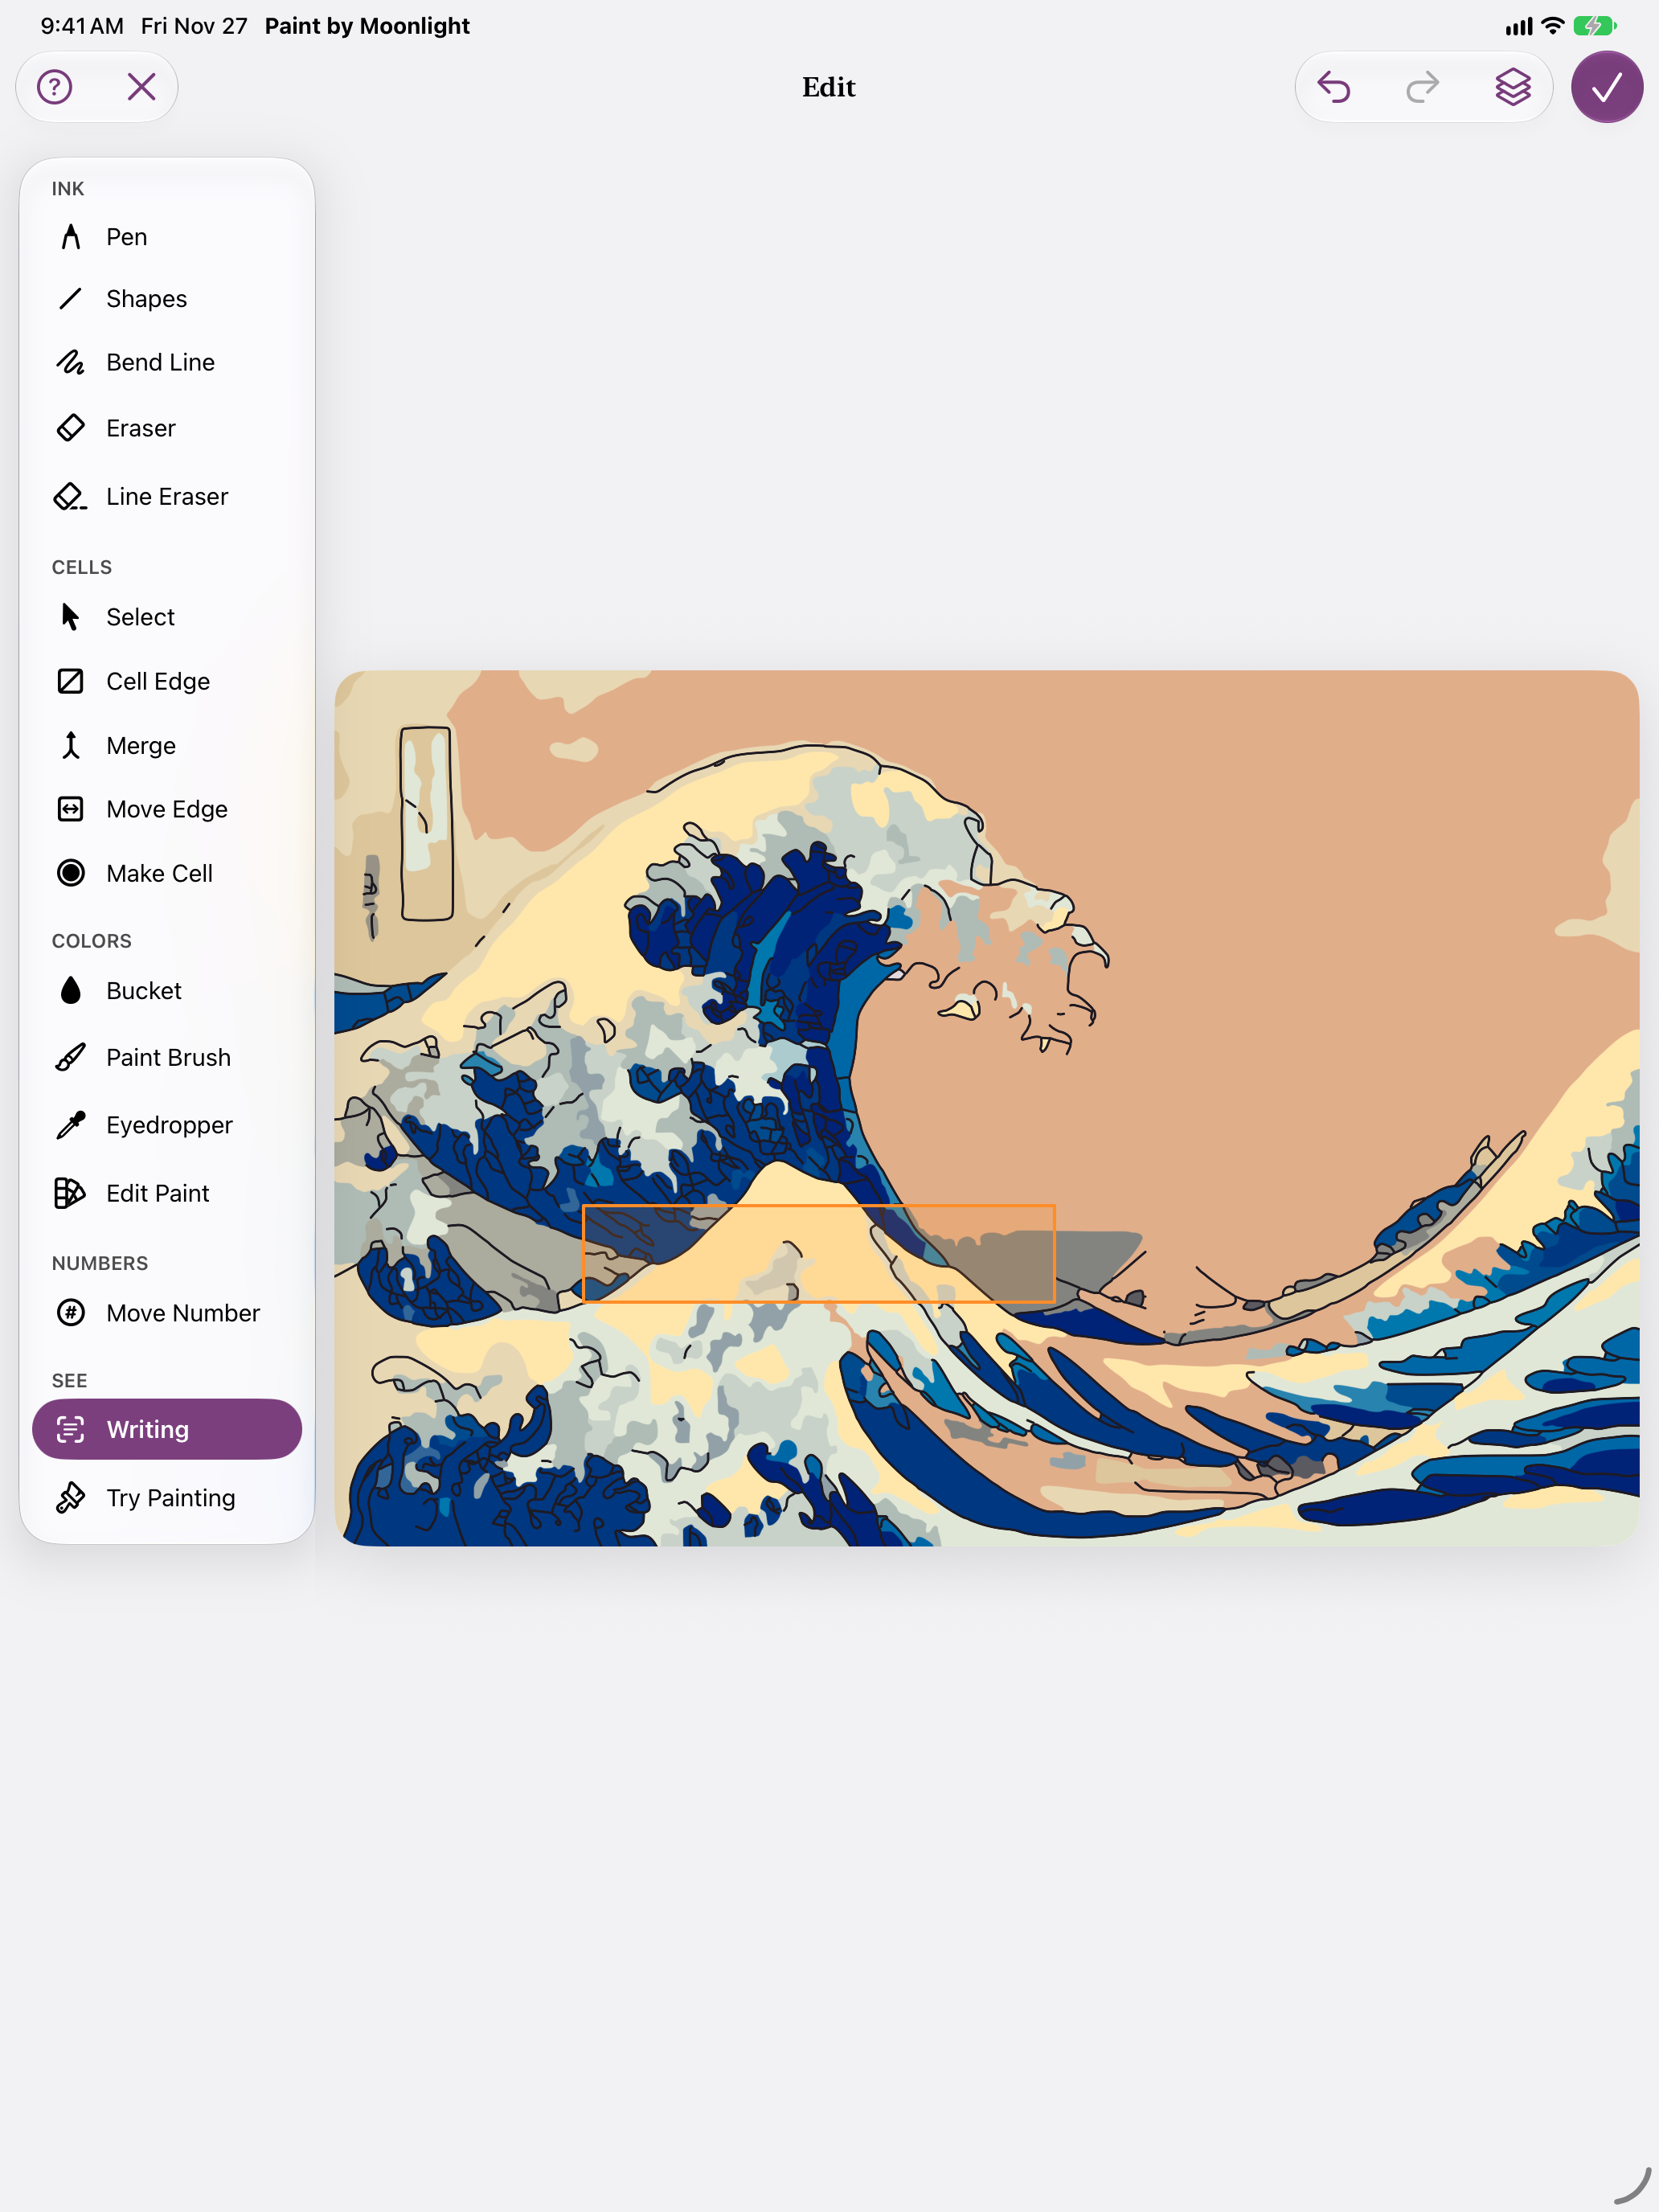 9:41 AM Fri Nov 27 Paint by Moonlight
Edit
INK
Pen
Shapes
Bend Line
Eraser
Line Eraser
CELLS
Select
Cell Edge
Merge
Move Edge
Make Cell
COLORS
Bucket
Paint Brush
Eyedropper
Edit Paint
NUMBERS
Move Number
SEE
Writing
Try Painting